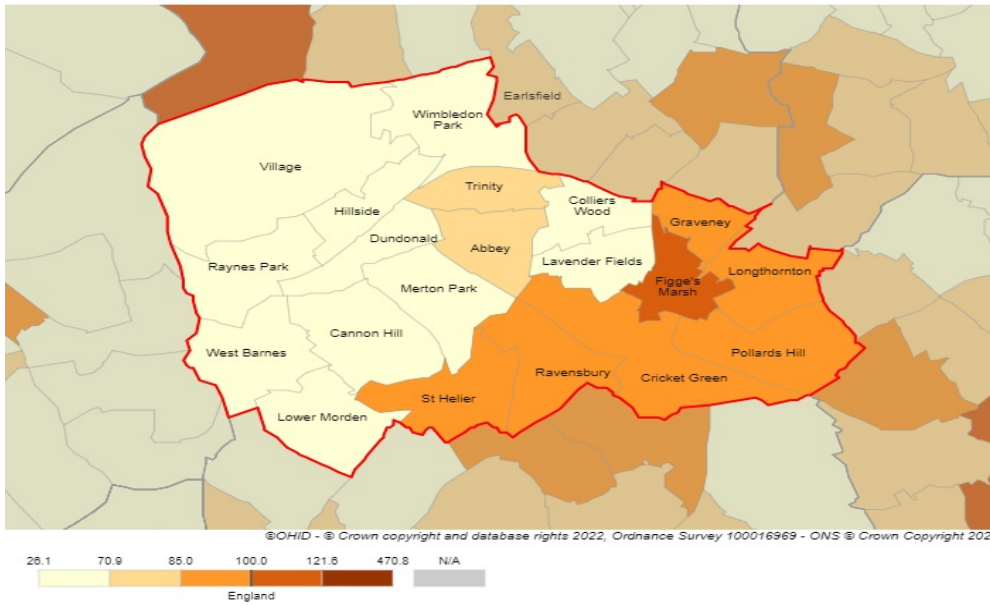 Earlsfield
Wimbledon
Park
Village
Trinity
Colliers
Wood
Hillside
Graveney
Dundonald
Abbey
Raynes Park
Lavender Fields
Longthornton
Merton Park
Figge's
Marsh
Cannon Hill
West Barnes
Pollards Hill
Ravensbury
Cricket Green
St Helier
Lower Morden
©OHID - © Crown copyright and database rights 2022, Ordnance Survey 100016969 - ONS © Crown Copyright 202
26.1 70.9 85.0 100.0 121.6 470.8 N/A
England